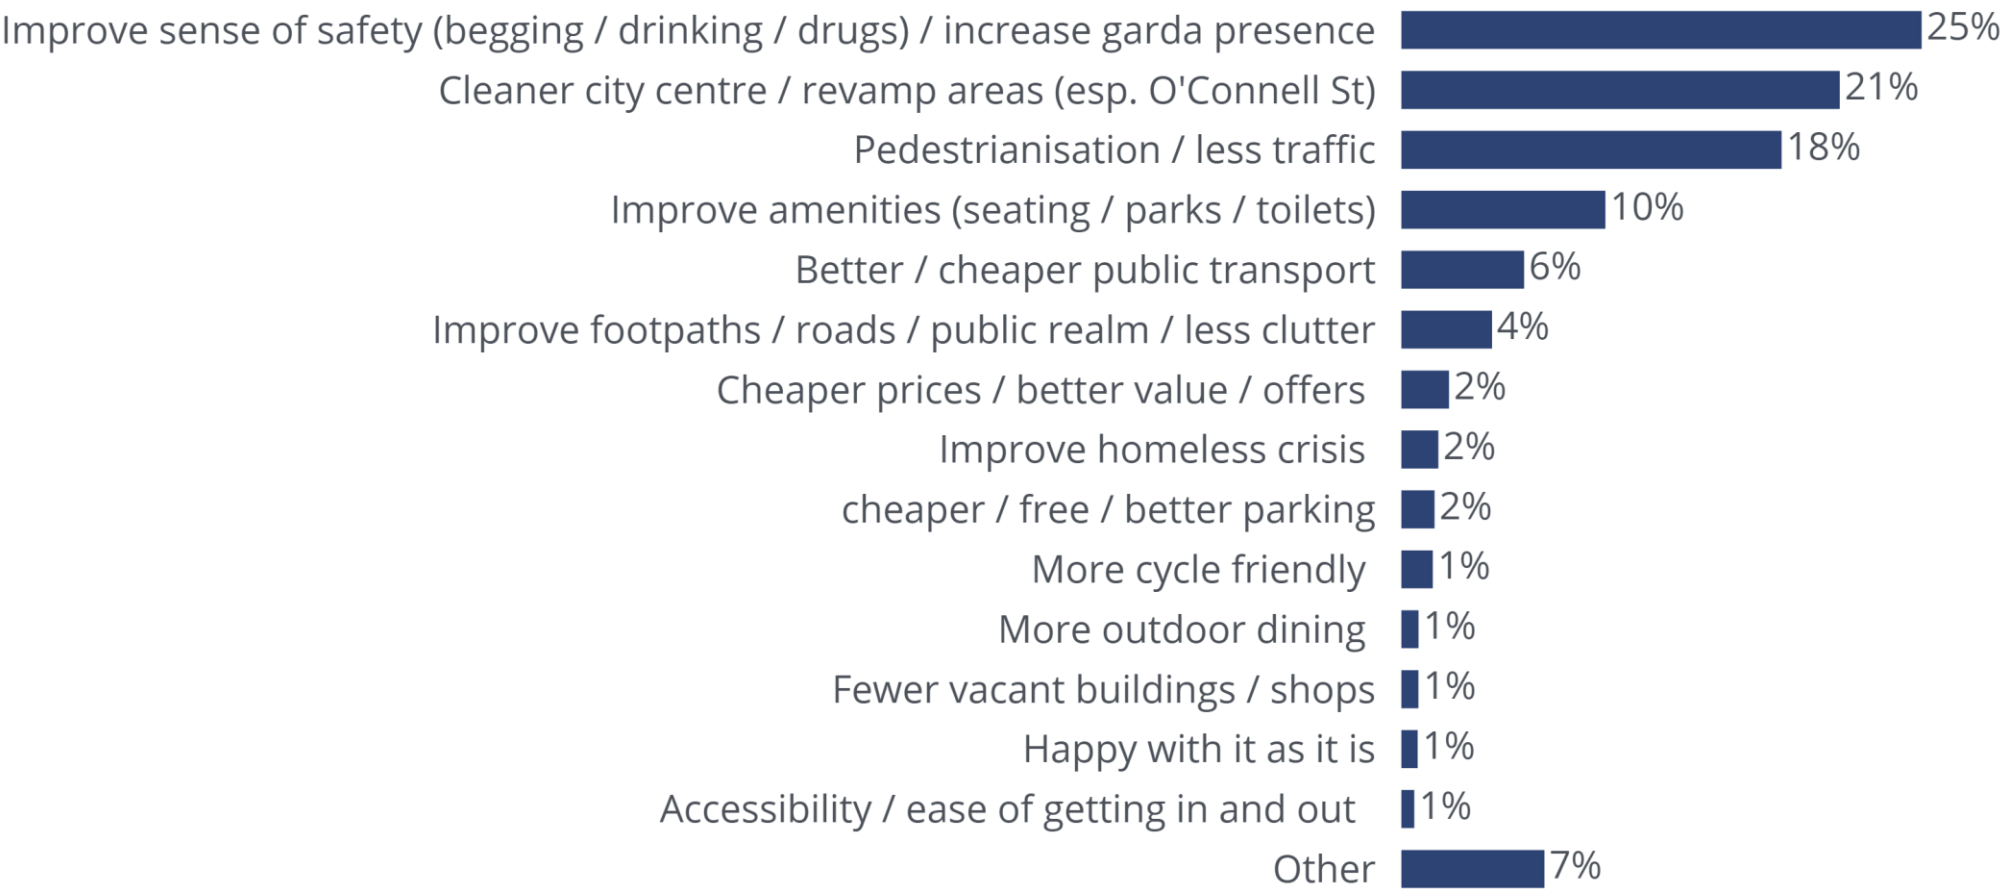 Improve sense of safety (begging / drinking / drugs) / increase garda presence 25%
Cleaner city centre / revamp areas (esp. O'Connell St) 21%
Pedestrianisation / less traffic 18%
Improve amenities (seating / parks / toilets) 10%
Better / cheaper public transport 6%
Improve footpaths / roads / public realm / less clutter 4%
Cheaper prices / better value / offers 2%
Improve homeless crisis 2%
cheaper / free / better parking 2%
More cycle friendly 1%
More outdoor dining 1%
Fewer vacant buildings / shops 1%
Happy with it as it is 1%
Accessibility / ease of getting in and out 1%
Other 7%